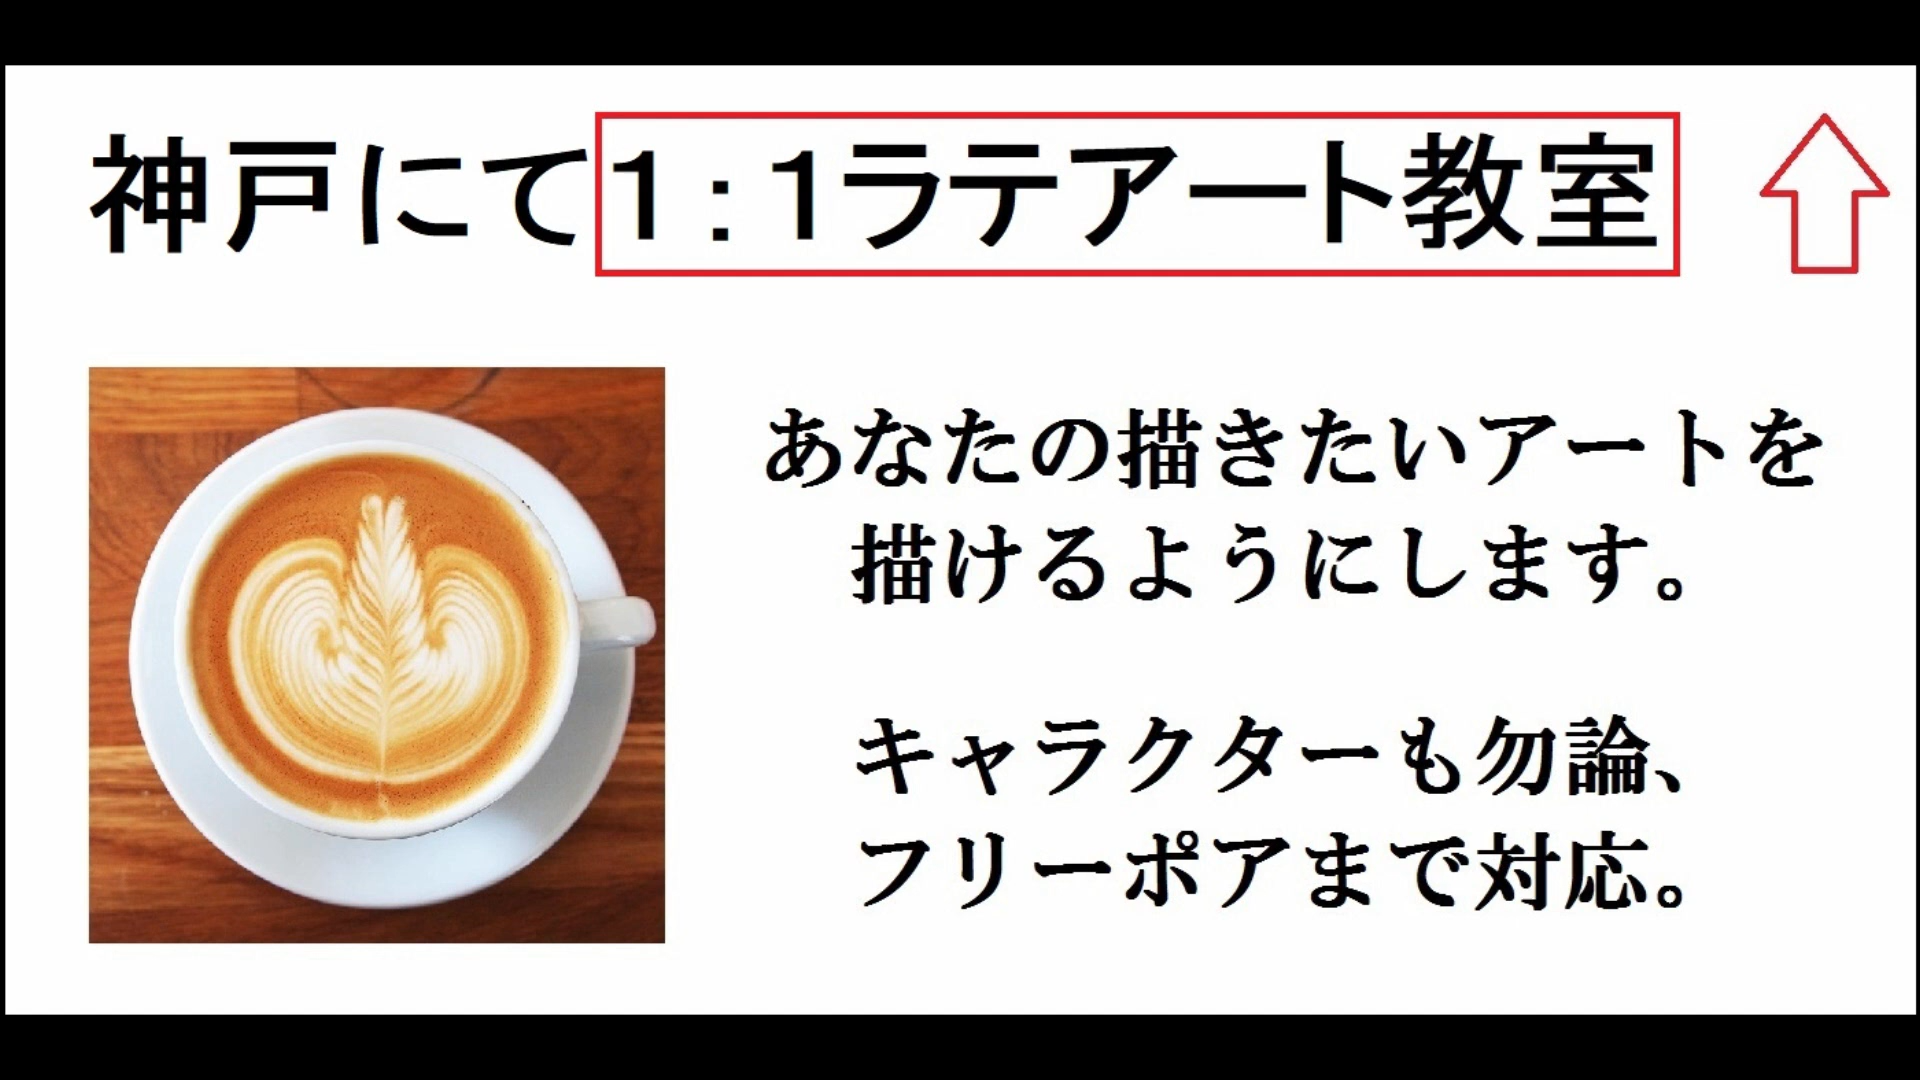 神戸にて１：１ラテアート教室
あなたの描きたいアートを
描けるようにします。
キャラクターも勿論、
フリーポアまで対応。